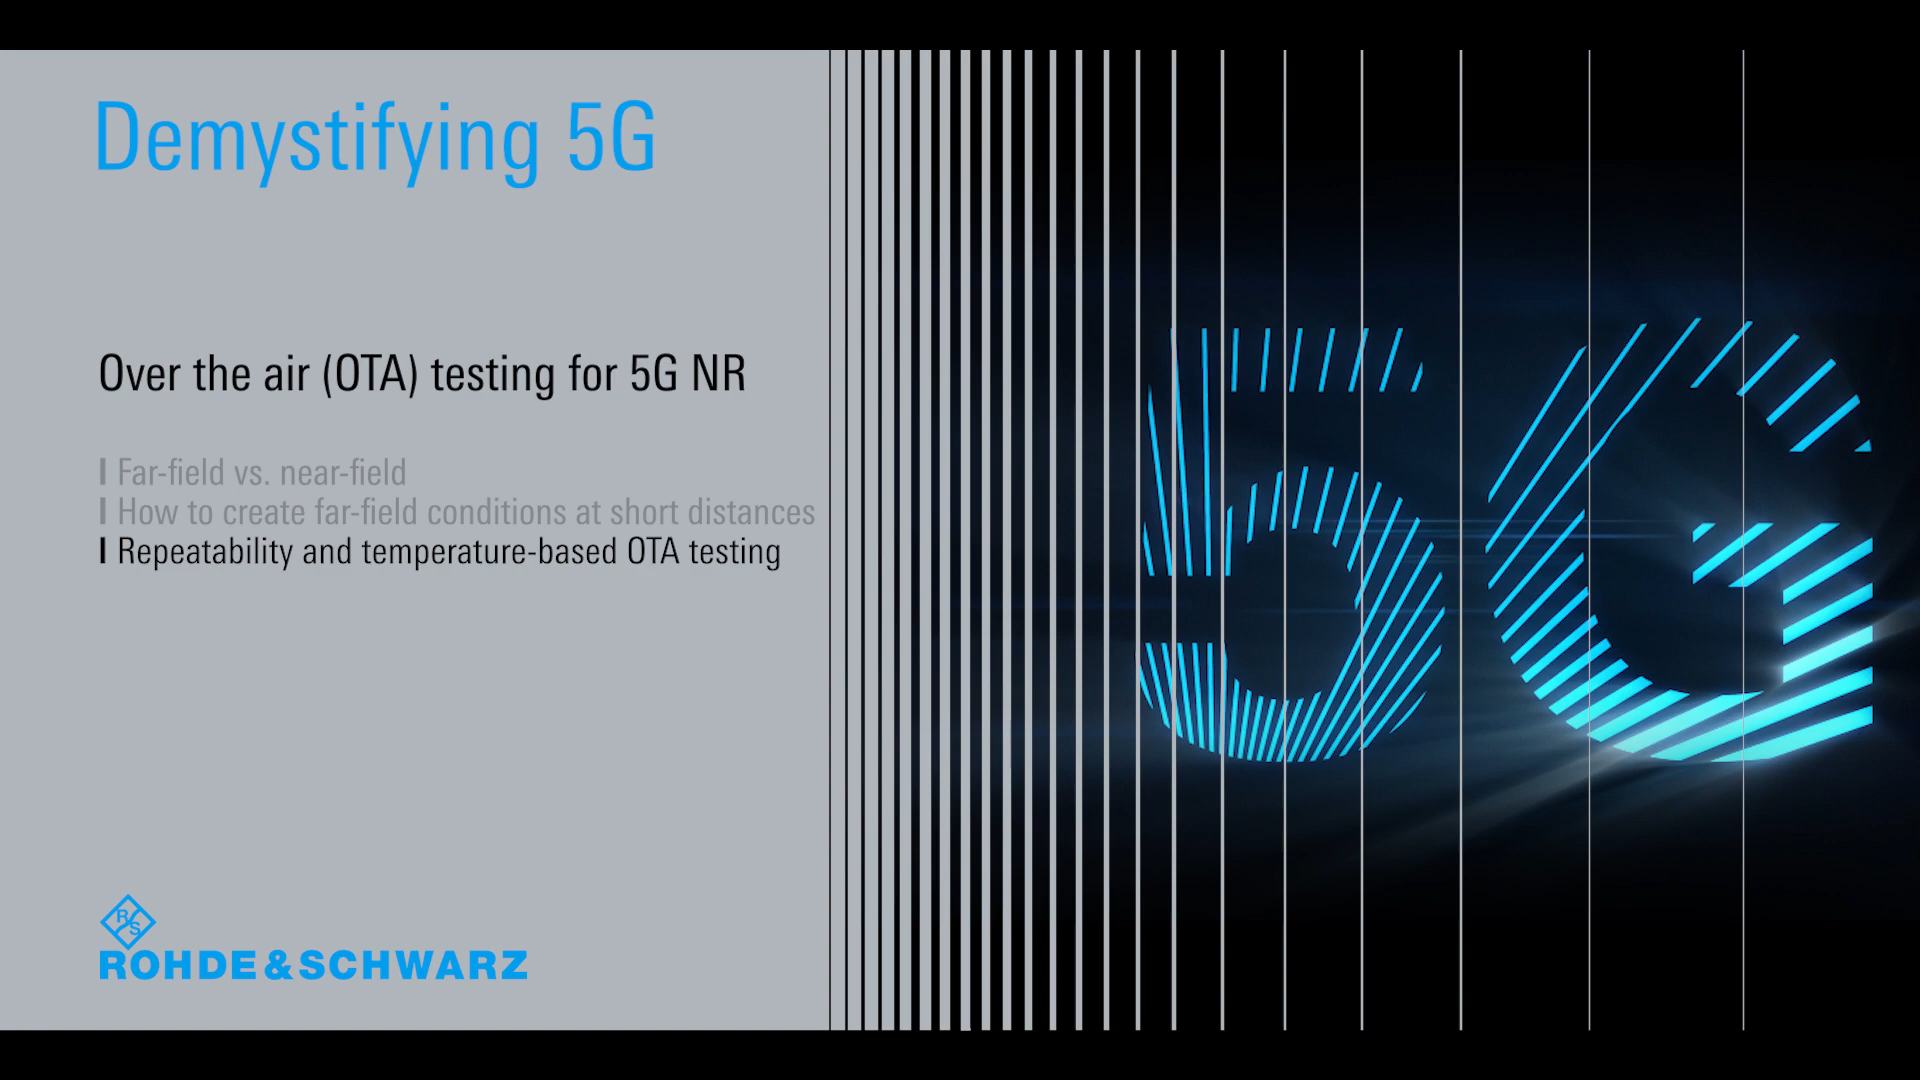 Demystifying 5G
Over the air (OTA) testing for 5G NR
Far-field vs. near-field
How to create far-field conditions at short distances
Repeatability and temperature-based OTA testing
5G
R S
ROHDE&SCHWARZ